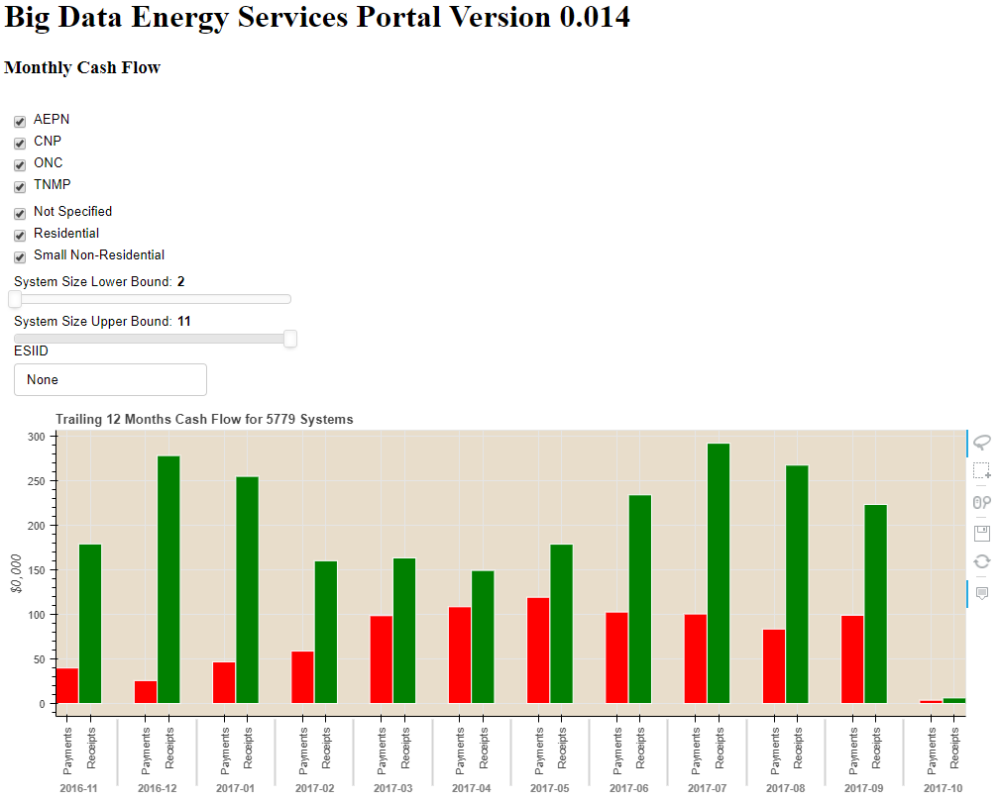 Big Data Energy Services Portal Version 0.014
Monthly Cash Flow
AEPN
CNP
ONC
TNMP
Not Specified
Residential
Small Non-Residential
System Size Lower Bound: 2
System Size Upper Bound: 11
ESIID
None
Trailing 12 Months Cash Flow for 5779 Systems
$0,000
300
250
200
150
100
50
0
Payments Receipts Payments Receipts Payments Receipts Payments Receipts Payments Receipts Payments Receipts Payments Receipts Payments Receipts Payments Receipts Payments Receipts Payments Receipts Payments Receipts
2016-11 2016-12 2017-01 2017-02 2017-03 2017-04 2017-05 2017-06 2017-07 2017-08 2017-09 2017-10